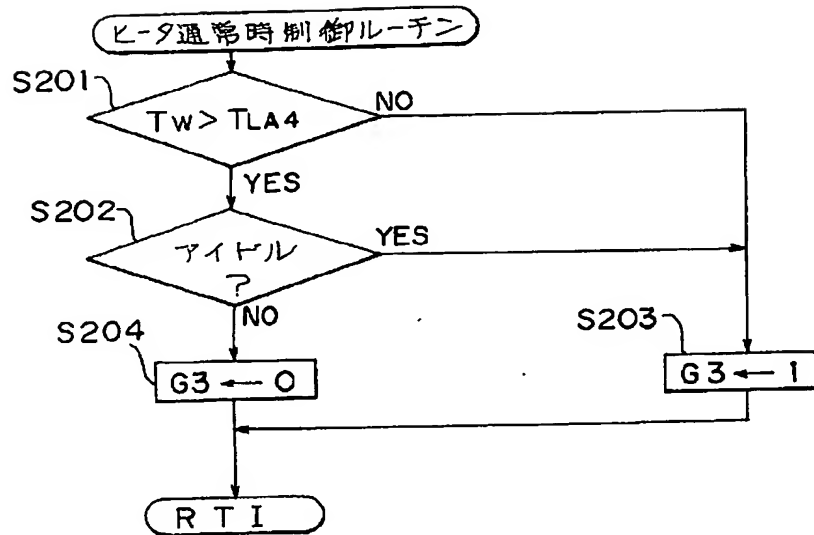 ヒータ通常時制御ルーチン
S201
Tw > TLA4
NO
YES
S202
アイドル
?
YES
NO
S204
G3 ← 0
S203
G3 ← 1
RTI